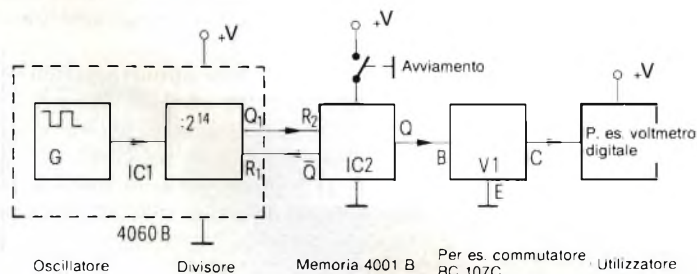 +V
+V
Avviamento
+V
G
IC1
:2¹⁴
Q₁
R₁
R₂
Q̅
IC2
Q
B
V1
E
C
P. es. voltmetro
digitale
4060 B
Oscillatore
Divisore
Memoria 4001 B
Per es. commutatore
BC 107C
Utilizzatore